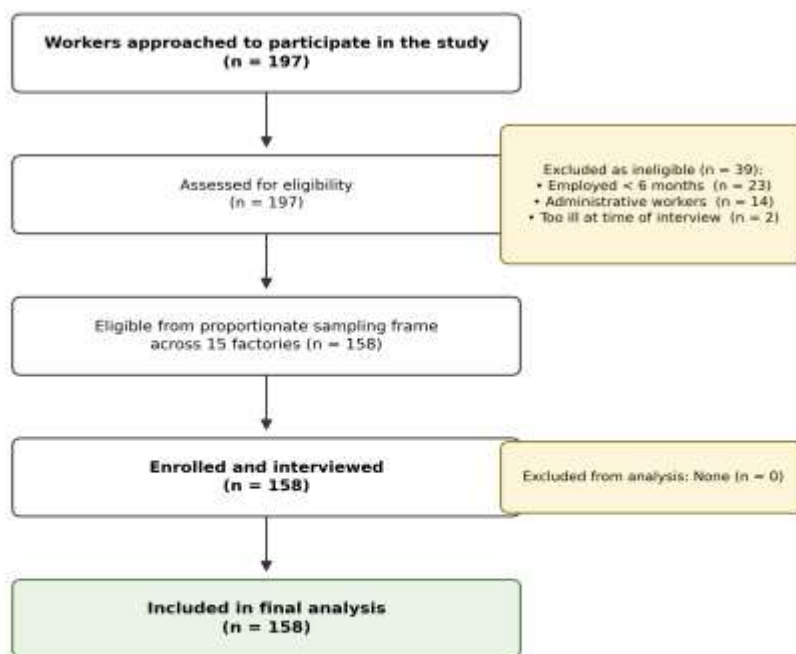 Workers approached to participate in the study
(n = 197)
Assessed for eligibility
(n = 197)
Excluded as ineligible (n = 39):
• Employed < 6 months (n = 23)
• Administrative workers (n = 14)
• Too ill at time of interview (n = 2)
Eligible from proportionate sampling frame
across 15 factories (n = 158)
Enrolled and interviewed
(n = 158)
Excluded from analysis: None (n = 0)
Included in final analysis
(n = 158)